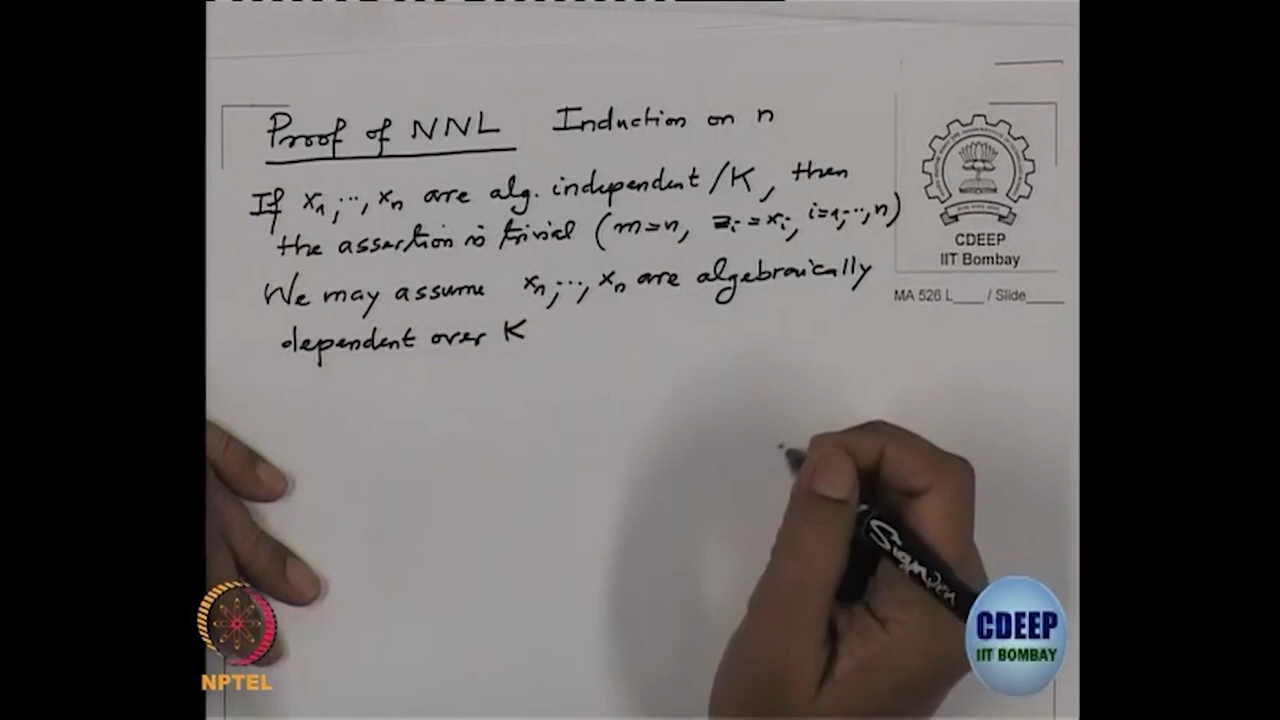 Proof of NNL Induction on n
If x₁, ..., xₙ are alg. independent /K, then
the assertion is trivial (m=n, zᵢ=xᵢ, i=1,...,n)
We may assume x₁, ..., xₙ are algebraically
dependent over K
CDEEP
IIT Bombay
MA 526 L____ / Slide_____
Signpen
CDEEP
IIT BOMBAY
NPTEL